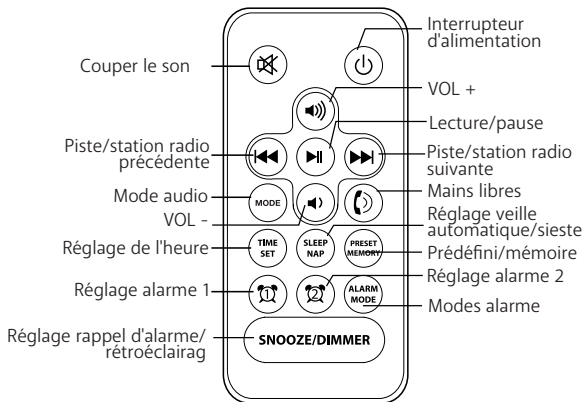 Interrupteur
d'alimentation
Couper le son
VOL +
Lecture/pause
Piste/station radio
précédente
Piste/station radio
suivante
Mode audio
MODE
Mains libres
VOL -
Réglage veille
automatique/sieste
Réglage de l'heure
TIME
SET
SLEEP
NAP
PRESET
MEMORY
Prédéfini/mémoire
Réglage alarme 2
Réglage alarme 1
1
2
ALARM
MODE
Modes alarme
Réglage rappel d'alarme/
rétroéclairag
SNOOZE/DIMMER